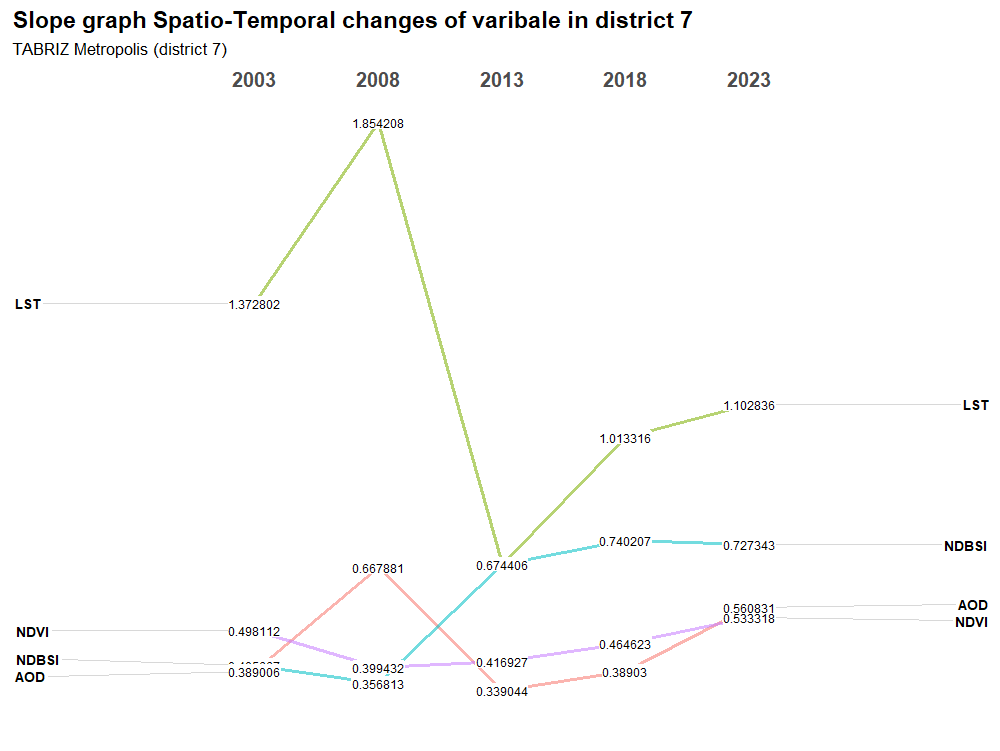 Slope graph Spatio-Temporal changes of varibale in district 7
TABRIZ Metropolis (district 7)
2003 2008 2013 2018 2023
1.854208
LST 1.372802
1.102836 LST
1.013316
0.740207
0.727343 NDBSI
0.674406
0.667881
0.560831 AOD
0.533318 NDVI
NDVI 0.498112
0.464623
0.416927
NDBSI
0.399432
AOD 0.389006
0.38903
0.356813
0.339044